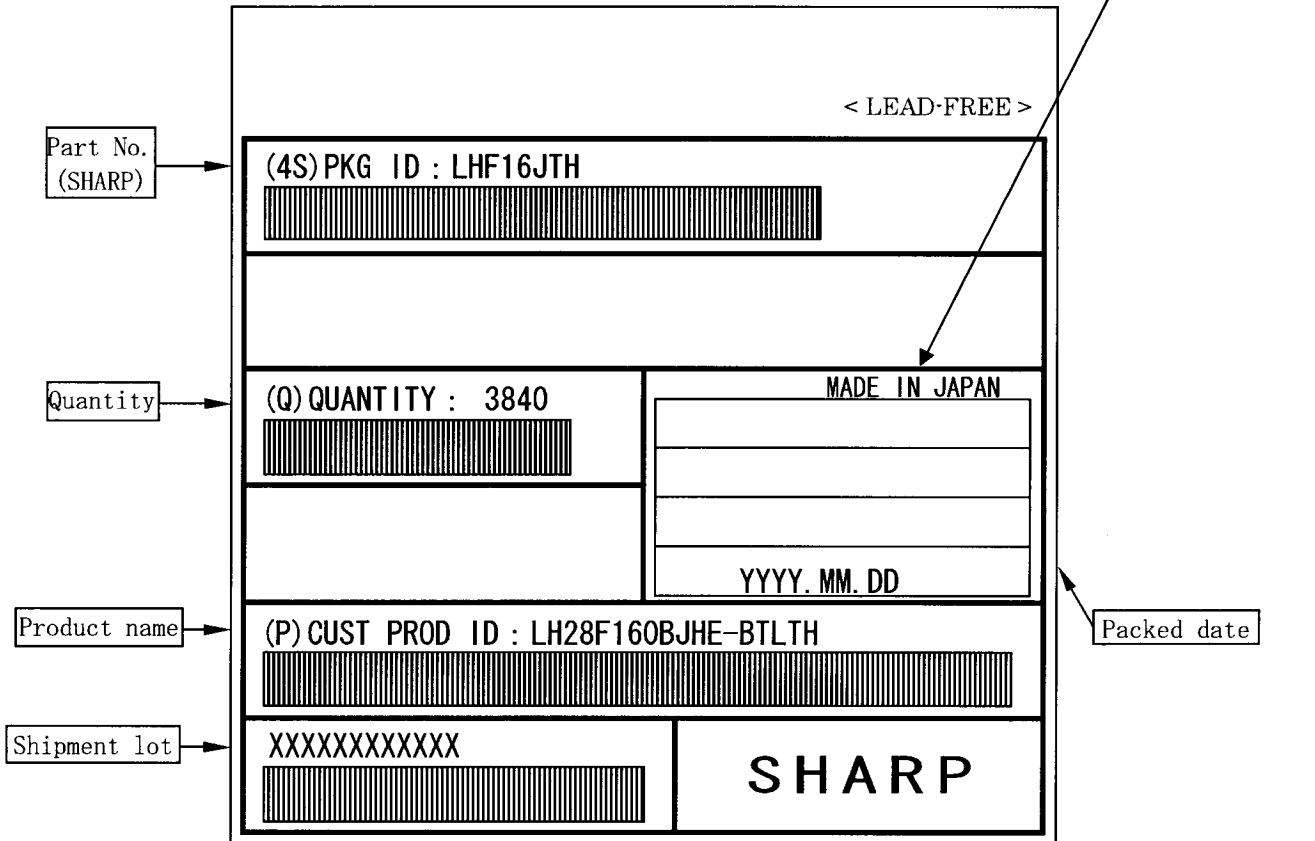 < LEAD-FREE >
Part No.
(SHARP)
(4S) PKG ID : LHF16JTH
Quantity
(Q) QUANTITY : 3840
MADE IN JAPAN
YYYY. MM. DD
Packed date
Product name
(P) CUST PROD ID : LH28F160BJHE-BTLTH
Shipment lot
XXXXXXXXXXXX
SHARP